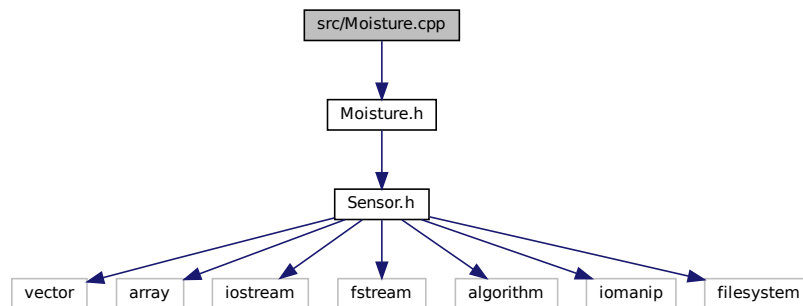 src/Moisture.cpp
Moisture.h
Sensor.h
vector array iostream fstream algorithm iomanip filesystem